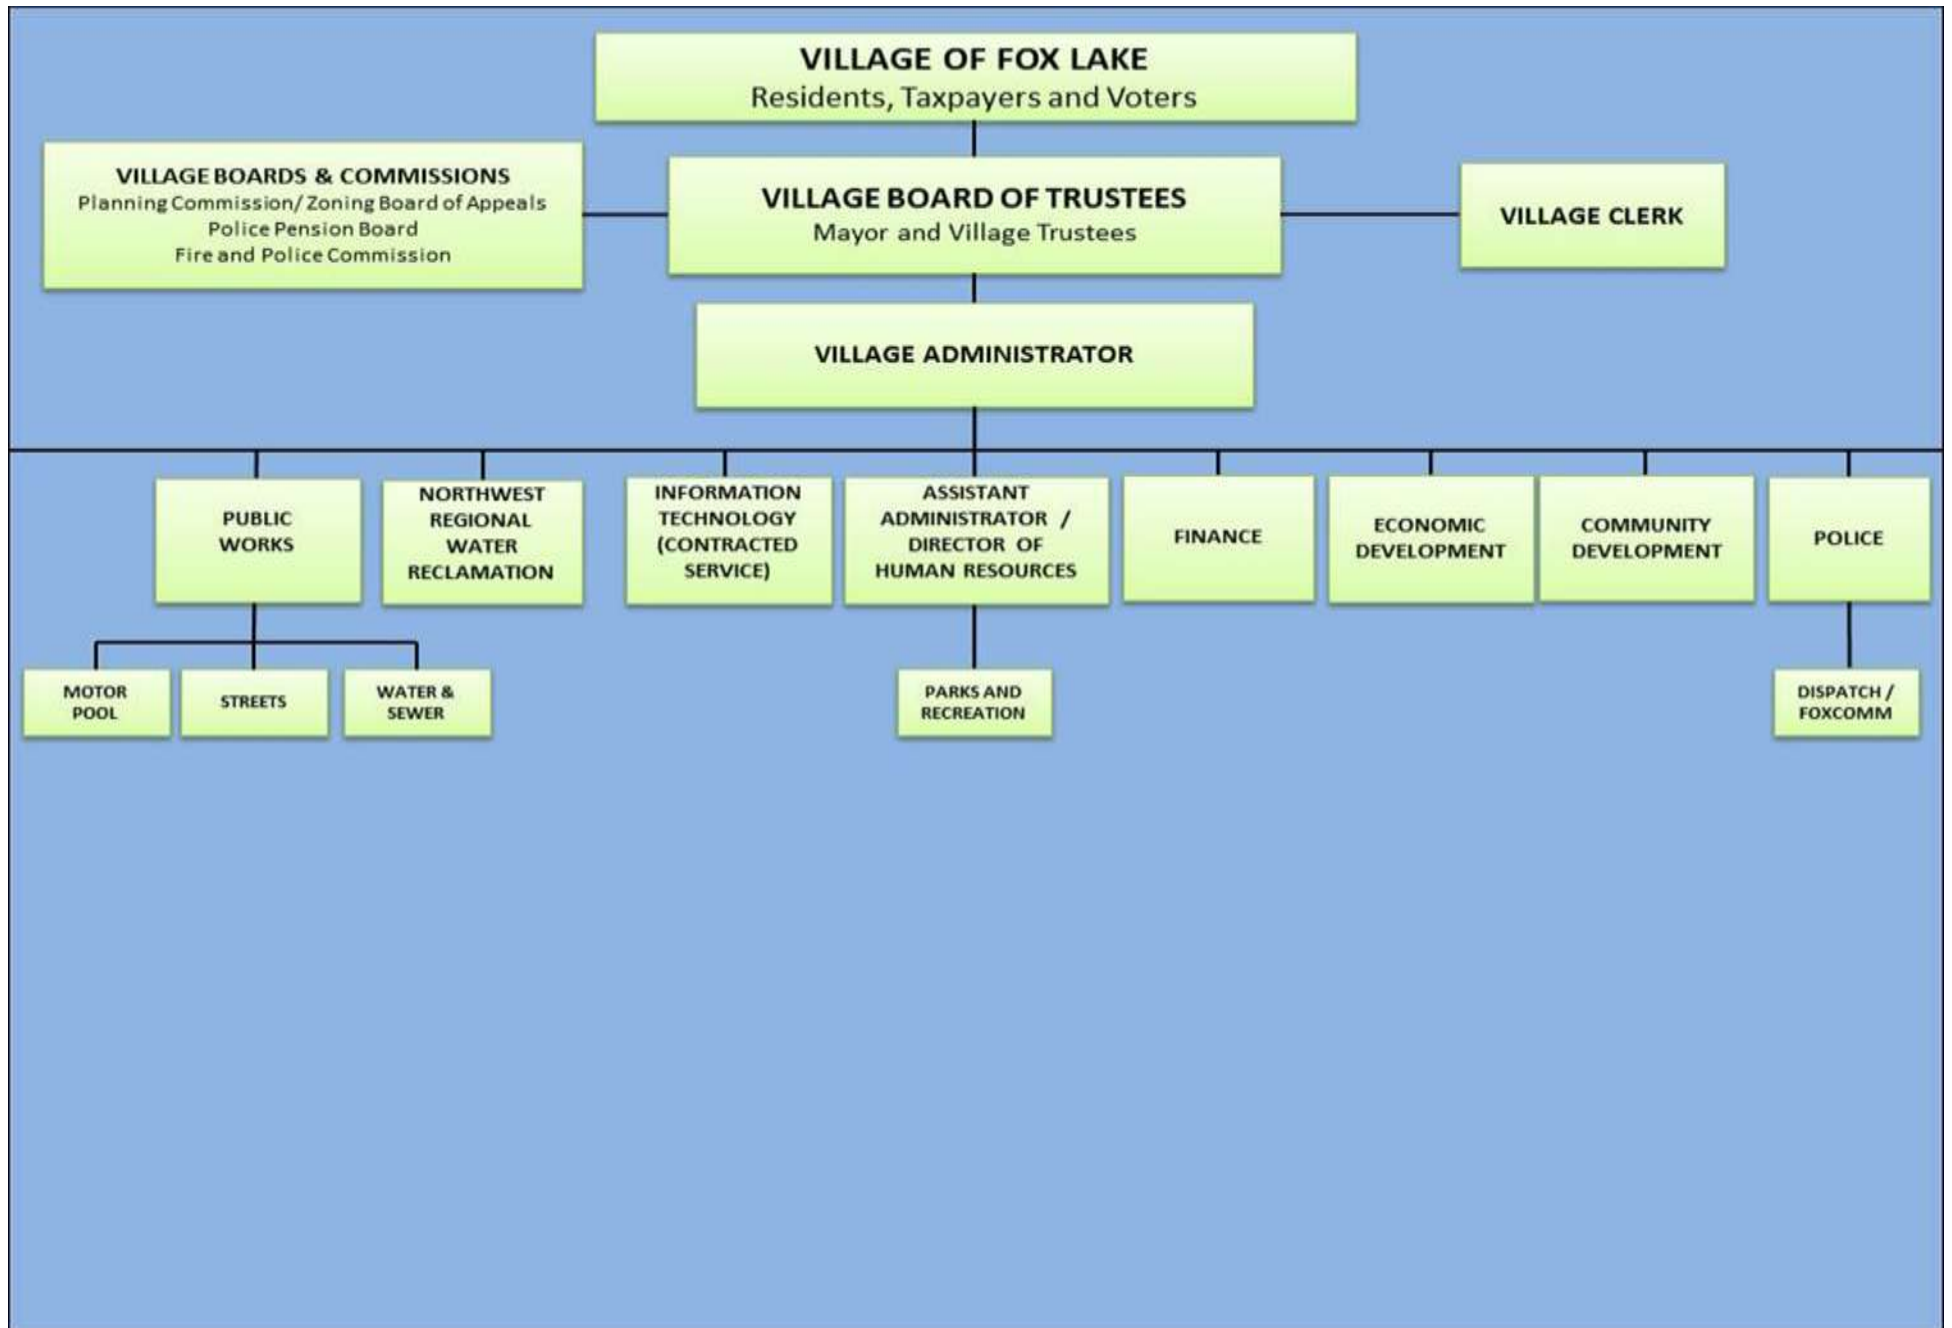 VILLAGE OF FOX LAKE
Residents, Taxpayers and Voters
VILLAGE BOARDS & COMMISSIONS
Planning Commission/ Zoning Board of Appeals
Police Pension Board
Fire and Police Commission
VILLAGE BOARD OF TRUSTEES
Mayor and Village Trustees
VILLAGE CLERK
VILLAGE ADMINISTRATOR
PUBLIC
WORKS
NORTHWEST
REGIONAL
WATER
RECLAMATION
INFORMATION
TECHNOLOGY
(CONTRACTED
SERVICE)
ASSISTANT
ADMINISTRATOR /
DIRECTOR OF
HUMAN RESOURCES
FINANCE
ECONOMIC
DEVELOPMENT
COMMUNITY
DEVELOPMENT
POLICE
MOTOR
POOL
STREETS
WATER &
SEWER
PARKS AND
RECREATION
DISPATCH /
FOXCOMM